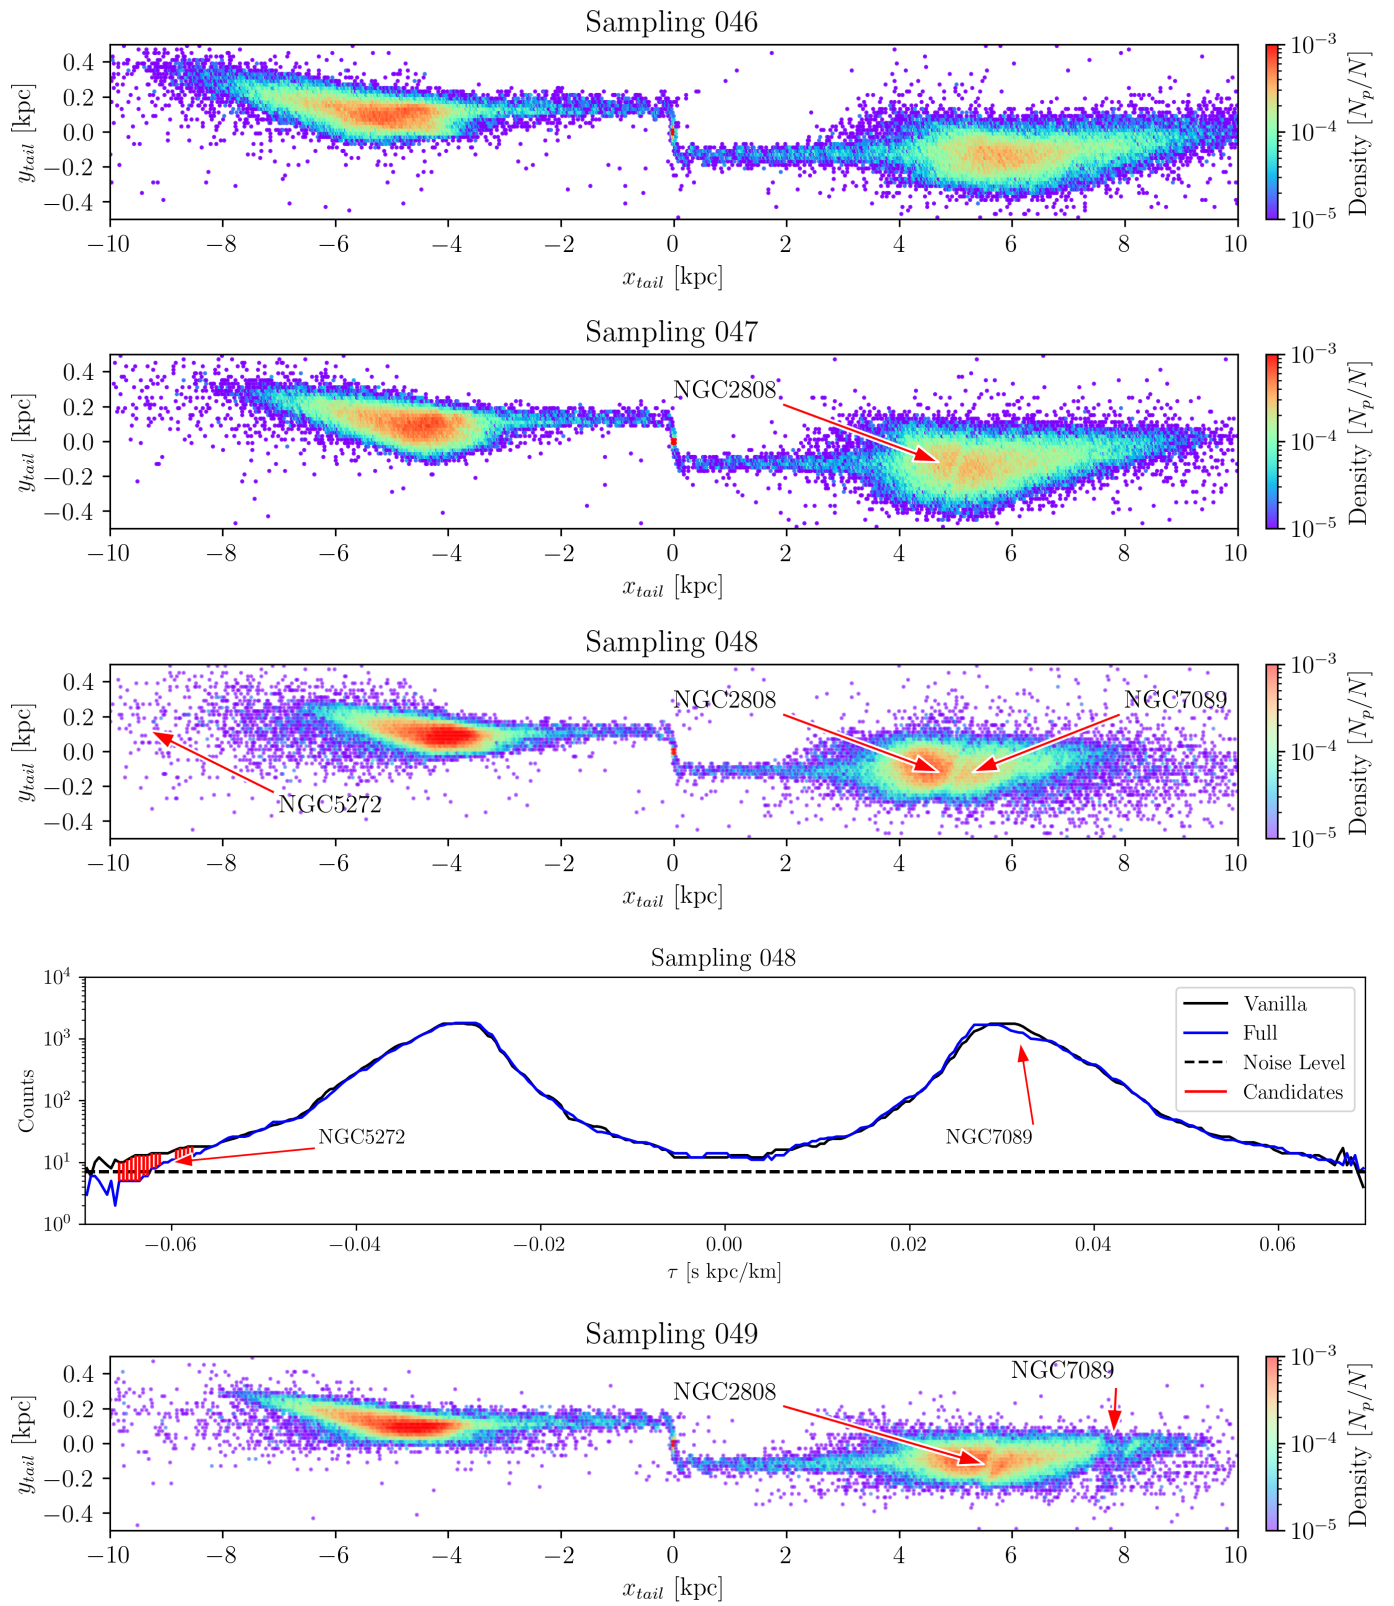 Sampling 046
0.4
0.2
0.0
−0.2
−0.4
y_tail [kpc]
−10 −8 −6 −4 −2 0 2 4 6 8 10
x_tail [kpc]
10^−3
10^−4
10^−5
Density [N_p/N]
Sampling 047
0.4
0.2
0.0
−0.2
−0.4
y_tail [kpc]
NGC2808
−10 −8 −6 −4 −2 0 2 4 6 8 10
x_tail [kpc]
10^−3
10^−4
10^−5
Density [N_p/N]
Sampling 048
0.4
0.2
0.0
−0.2
−0.4
y_tail [kpc]
NGC2808
NGC7089
NGC5272
−10 −8 −6 −4 −2 0 2 4 6 8 10
x_tail [kpc]
10^−3
10^−4
10^−5
Density [N_p/N]
Sampling 048
10^4
10^3
10^2
10^1
10^0
Counts
Vanilla
Full
Noise Level
Candidates
NGC5272
NGC7089
−0.06 −0.04 −0.02 0.00 0.02 0.04 0.06
τ [s kpc/km]
Sampling 049
0.4
0.2
0.0
−0.2
−0.4
y_tail [kpc]
NGC7089
NGC2808
−10 −8 −6 −4 −2 0 2 4 6 8 10
x_tail [kpc]
10^−3
10^−4
10^−5
Density [N_p/N]